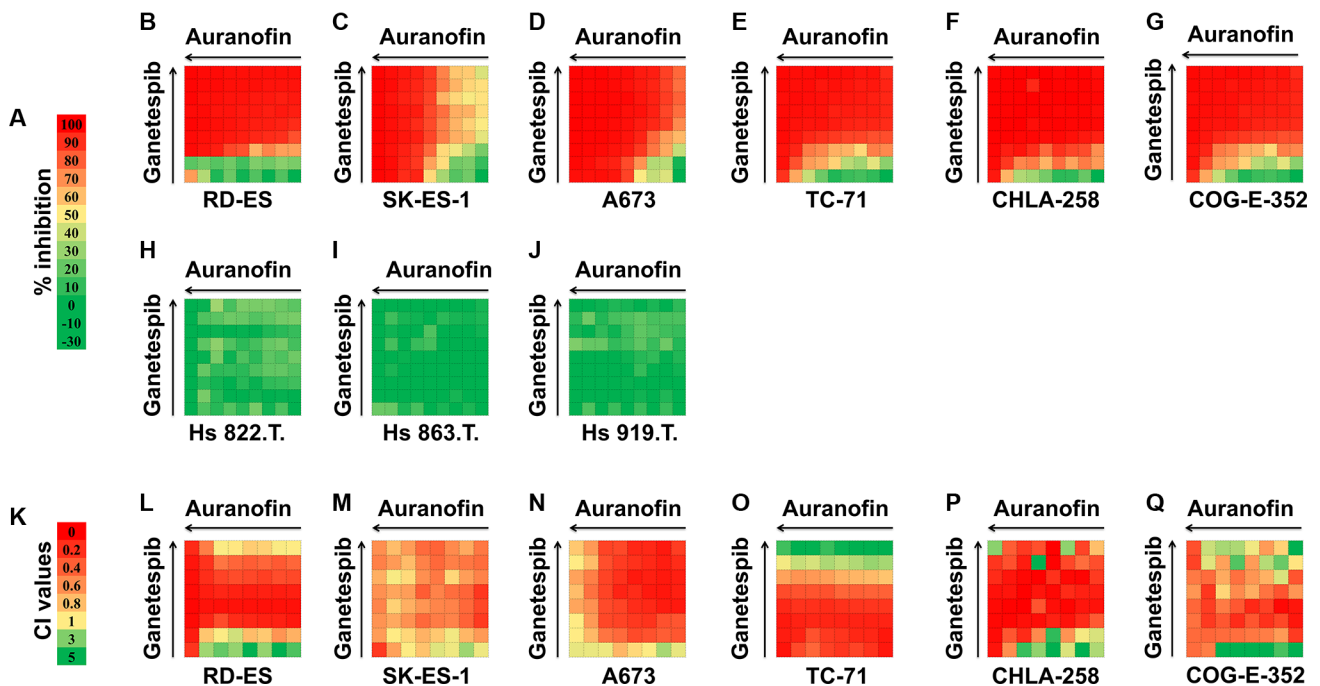 B
C
D
E
F
G
Auranofin
Auranofin
Auranofin
Auranofin
Auranofin
Auranofin
A
% inhibition
100
90
80
70
60
50
40
30
20
10
0
-10
-30
Ganetespib
Ganetespib
Ganetespib
Ganetespib
Ganetespib
Ganetespib
RD-ES
SK-ES-1
A673
TC-71
CHLA-258
COG-E-352
H
I
J
Auranofin
Auranofin
Auranofin
Ganetespib
Ganetespib
Ganetespib
Hs 822.T.
Hs 863.T.
Hs 919.T.
K
CI values
0
0.2
0.4
0.6
0.8
1
3
5
L
M
N
O
P
Q
Auranofin
Auranofin
Auranofin
Auranofin
Auranofin
Auranofin
Ganetespib
Ganetespib
Ganetespib
Ganetespib
Ganetespib
Ganetespib
RD-ES
SK-ES-1
A673
TC-71
CHLA-258
COG-E-352